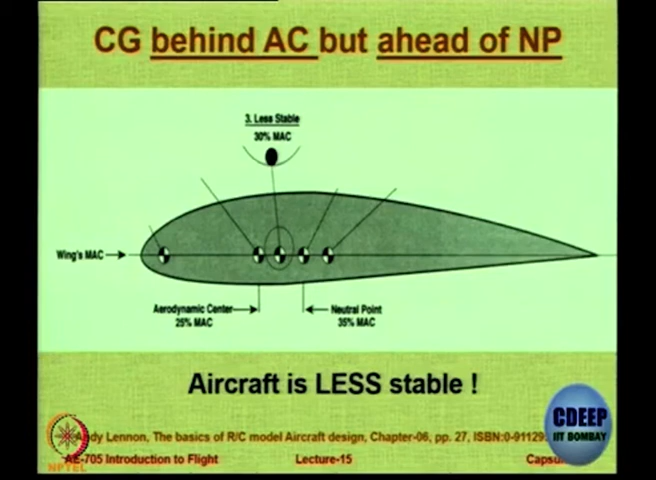 CG behind AC but ahead of NP
3. Less Stable
30% MAC
Wing's MAC
Aerodynamic Center
25% MAC
Neutral Point
35% MAC
Aircraft is LESS stable !
Andy Lennon, The basics of R/C model Aircraft design, Chapter-06, pp. 27, ISBN:0-91129
CDEEP
IIT BOMBAY
AE-705 Introduction to Flight
Lecture-15
Capsu
NPTEL